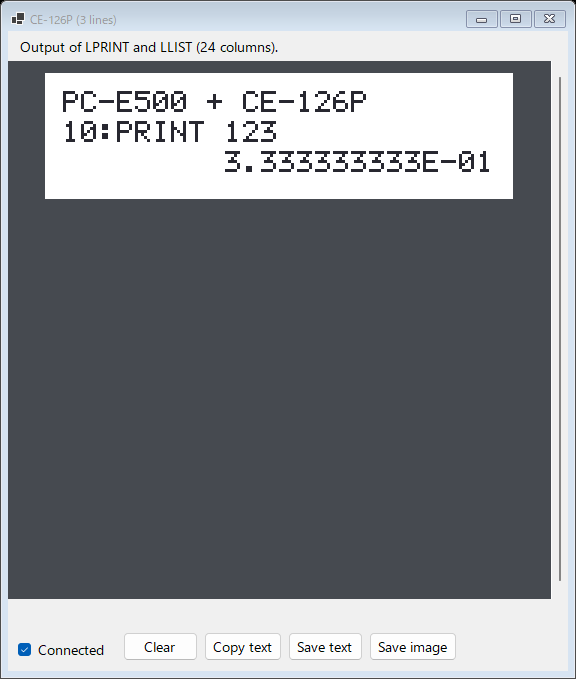 CE-126P (3 lines)
Output of LPRINT and LLIST (24 columns).
PC-E500 + CE-126P
10:PRINT 123
3.333333333E-01
Connected
Clear
Copy text
Save text
Save image